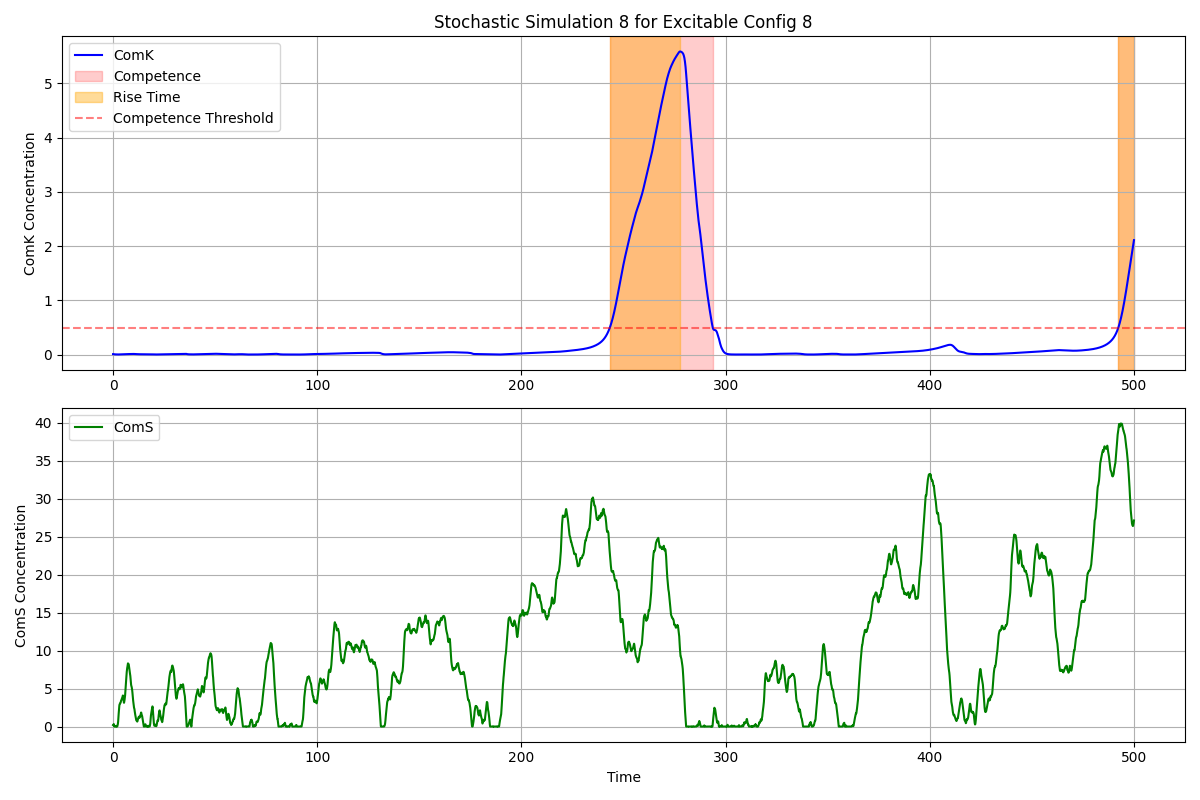 Stochastic Simulation 8 for Excitable Config 8
ComK
Competence
Rise Time
Competence Threshold
ComK Concentration
5
4
3
2
1
0
0 100 200 300 400 500
ComS
ComS Concentration
40
35
30
25
20
15
10
5
0
0 100 200 300 400 500
Time